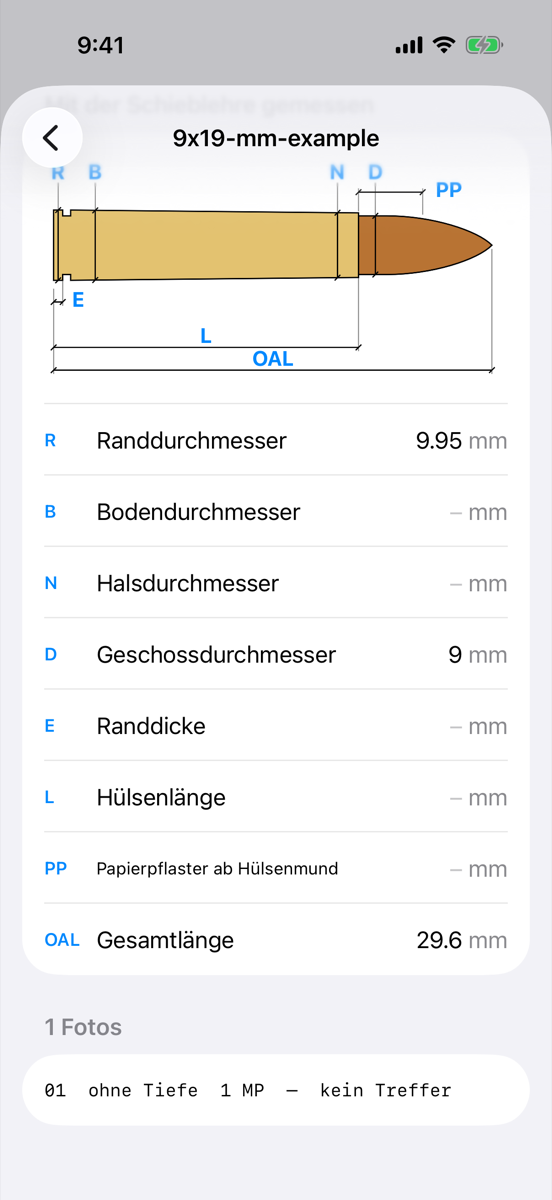 9:41
Mit der Schieblehre gemessen
9x19-mm-example
R B N D
PP
E
L
OAL
R Randdurchmesser 9.95 mm
B Bodendurchmesser – mm
N Halsdurchmesser – mm
D Geschossdurchmesser 9 mm
E Randdicke – mm
L Hülsenlänge – mm
PP Papierpflaster ab Hülsenmund – mm
OAL Gesamtlänge 29.6 mm
1 Fotos
01 ohne Tiefe 1 MP – kein Treffer